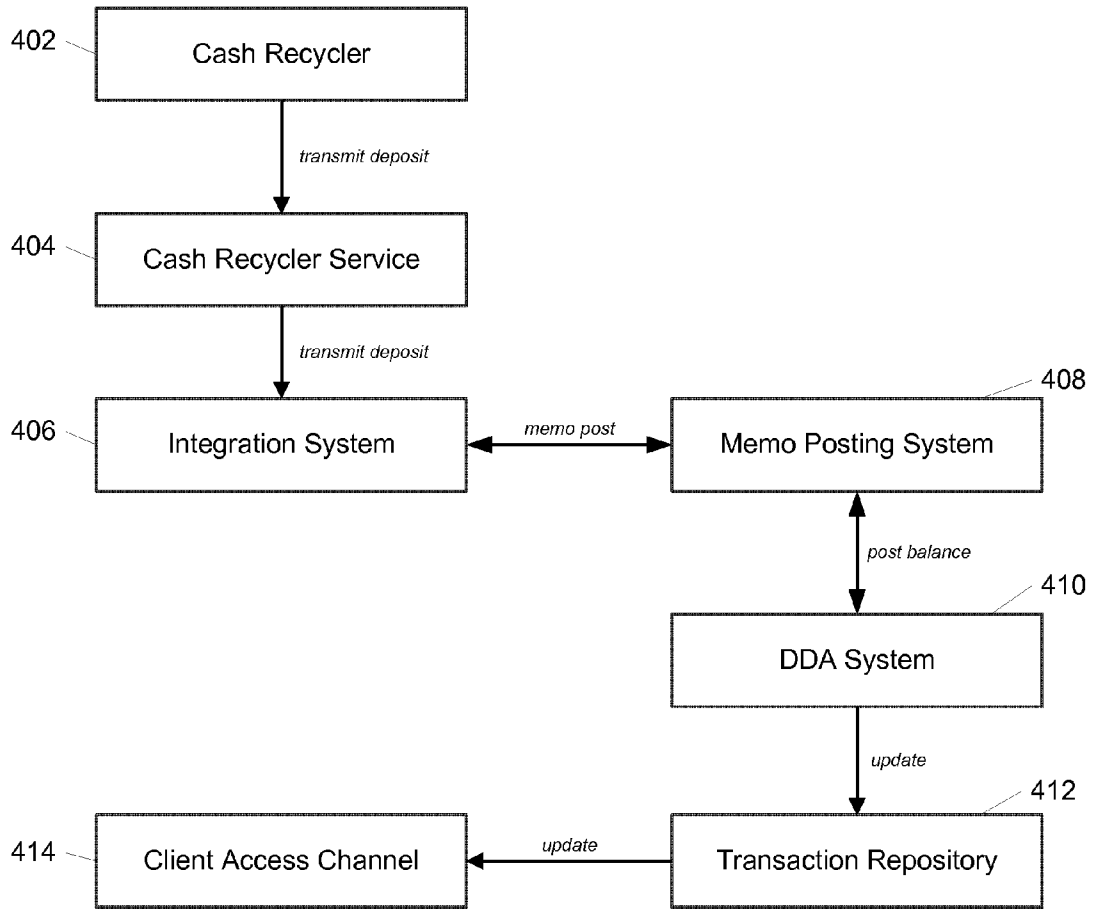 402
Cash Recycler
transmit deposit
404
Cash Recycler Service
transmit deposit
406
Integration System
memo post
408
Memo Posting System
post balance
410
DDA System
update
412
Transaction Repository
update
414
Client Access Channel